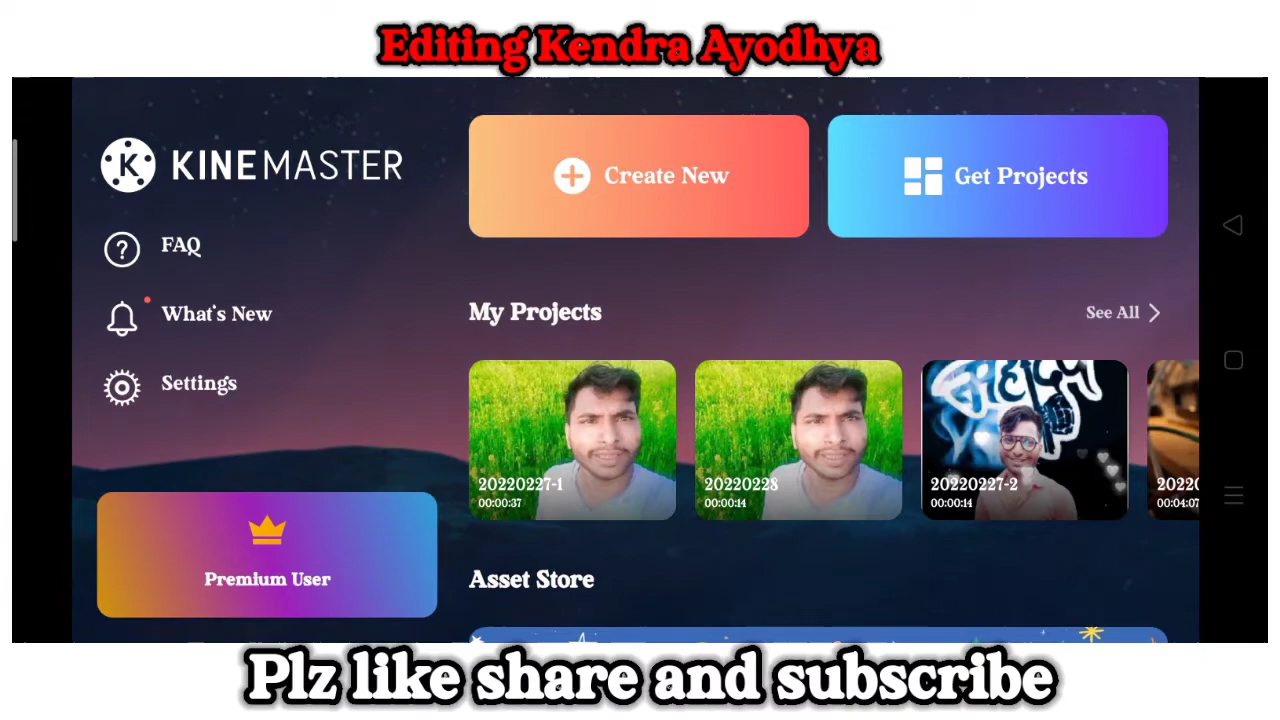 Editing Kendra Ayodhya
K KINEMASTER
Create New
Get Projects
FAQ
What's New
Settings
My Projects
See All
20220227-1
00:00:37
20220228
00:00:14
20220227-2
00:00:14
00:04:07
Premium User
Asset Store
Plz like share and subscribe